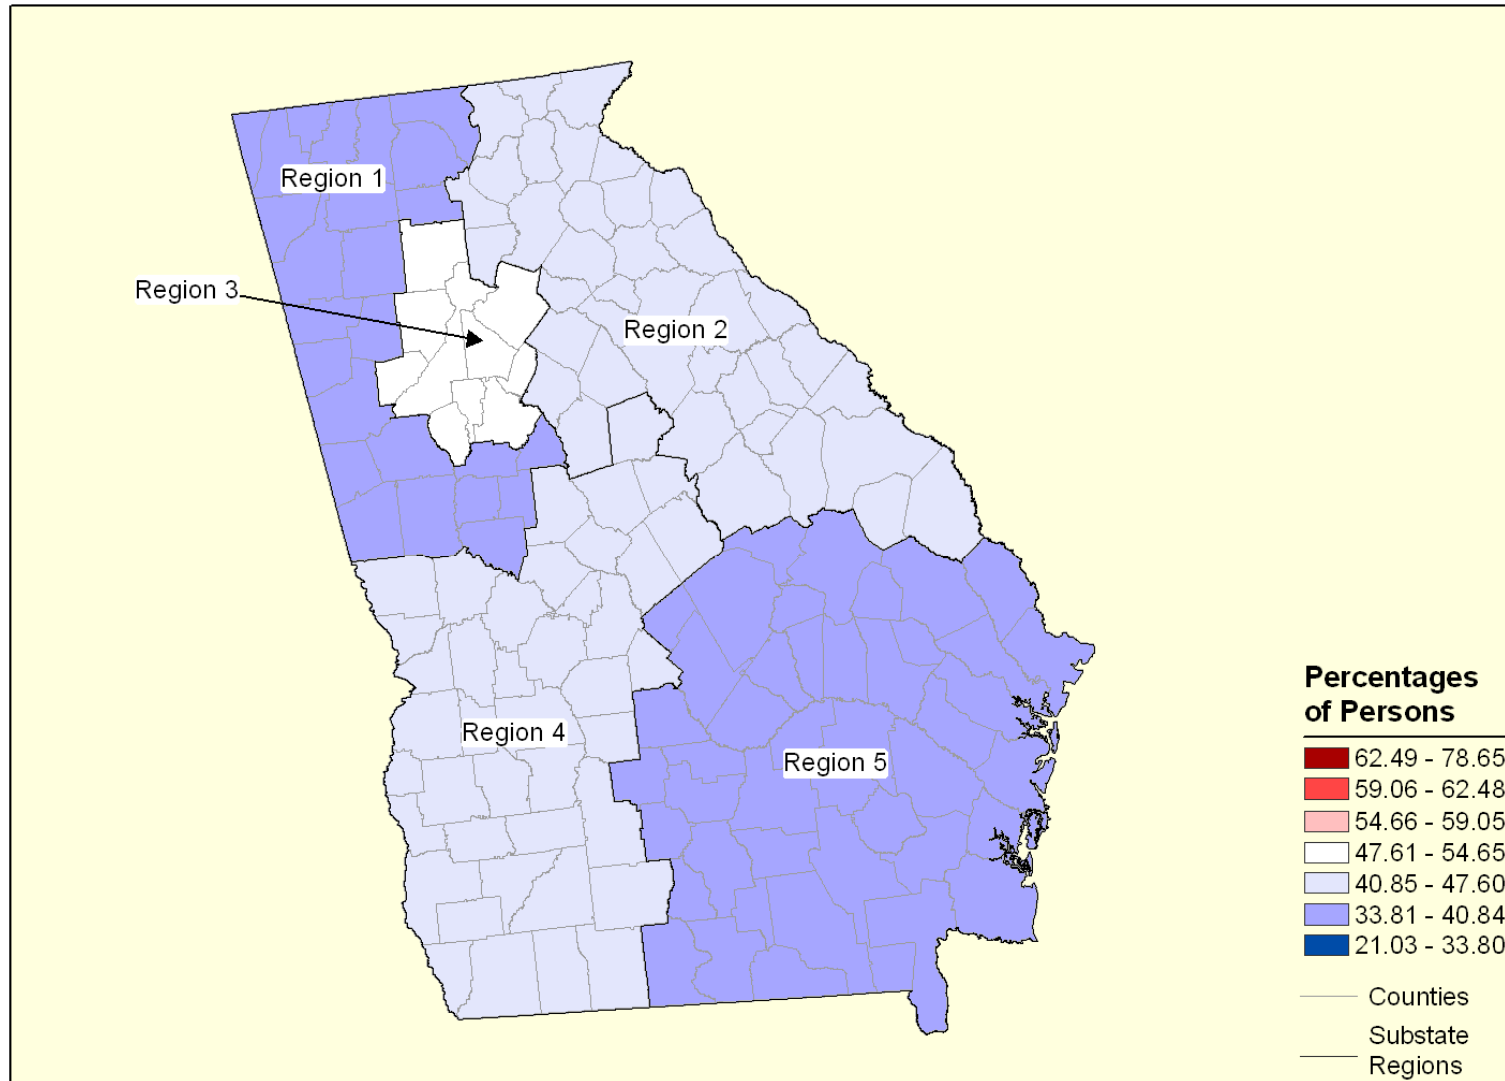 Region 1
Region 3
Region 2
Region 4
Region 5
Percentages
of Persons
62.49 - 78.65
59.06 - 62.48
54.66 - 59.05
47.61 - 54.65
40.85 - 47.60
33.81 - 40.84
21.03 - 33.80
Counties
Substate
Regions